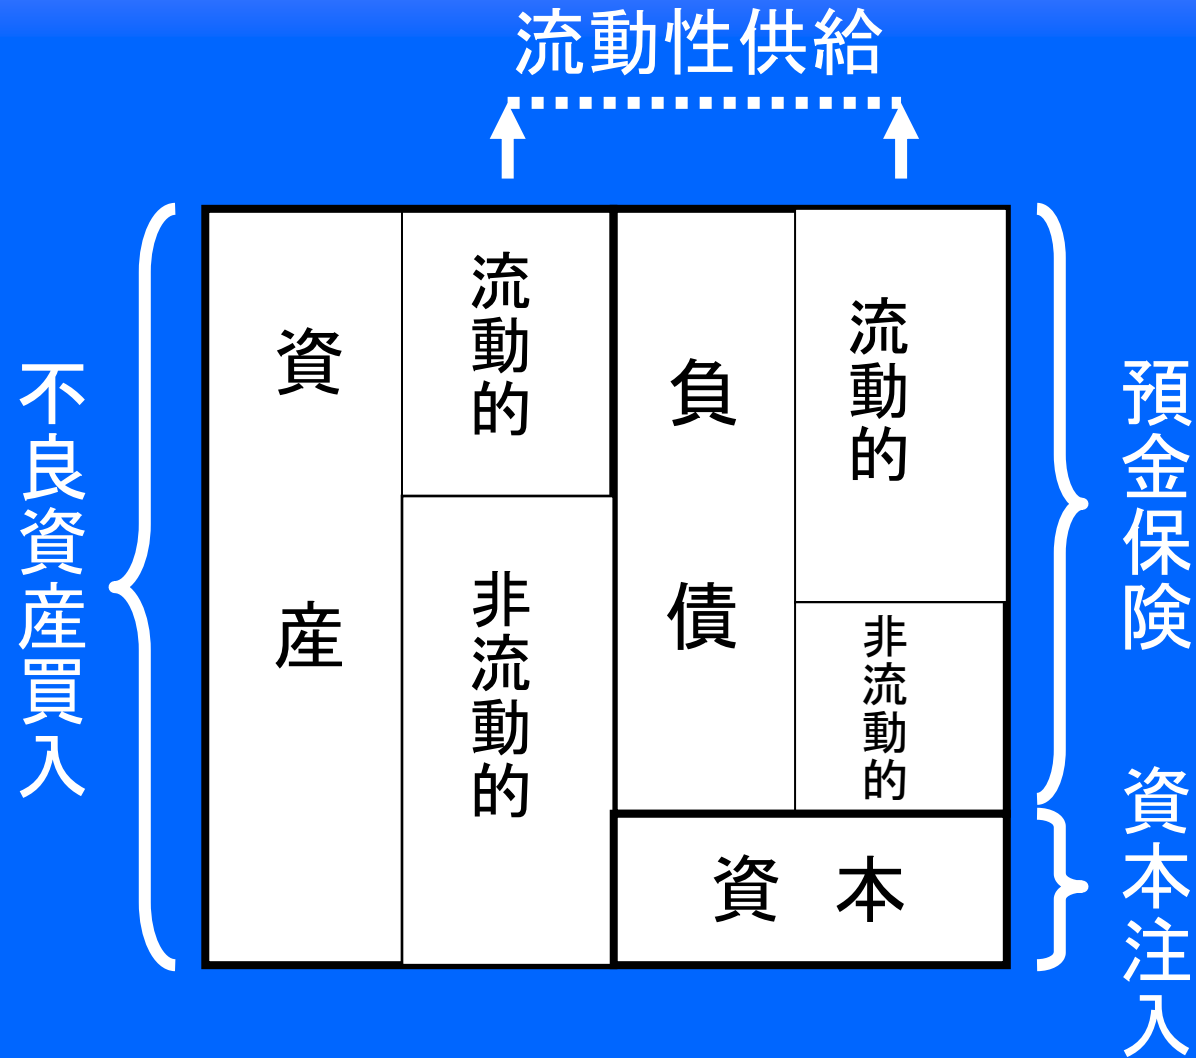 流動性供給
不良資産買入
資産
流動的
非流動的
負債
流動的
非流動的
資本
預金保険
資本注入